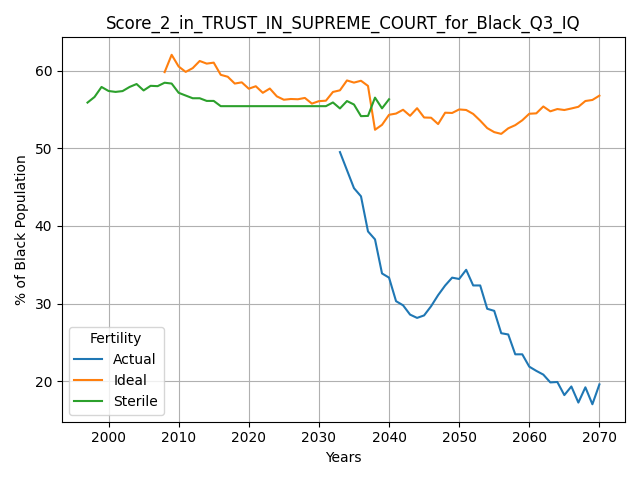 Score_2_in_TRUST_IN_SUPREME_COURT_for_Black_Q3_IQ
% of Black Population
60
50
40
30
20
Fertility
Actual
Ideal
Sterile
2000 2010 2020 2030 2040 2050 2060 2070
Years